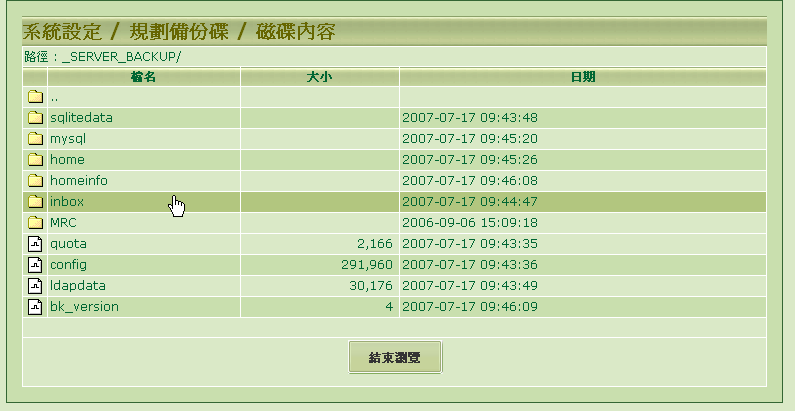 系統設定 / 規劃備份碟 / 磁碟內容
路徑：_SERVER_BACKUP/
檔名 大小 日期
..
sqlitedata 2007-07-17 09:43:48
mysql 2007-07-17 09:45:20
home 2007-07-17 09:45:26
homeinfo 2007-07-17 09:46:08
inbox 2007-07-17 09:44:47
MRC 2006-09-06 15:09:18
quota 2,166 2007-07-17 09:43:35
config 291,960 2007-07-17 09:43:36
ldapdata 30,176 2007-07-17 09:43:49
bk_version 4 2007-07-17 09:46:09
結束瀏覽